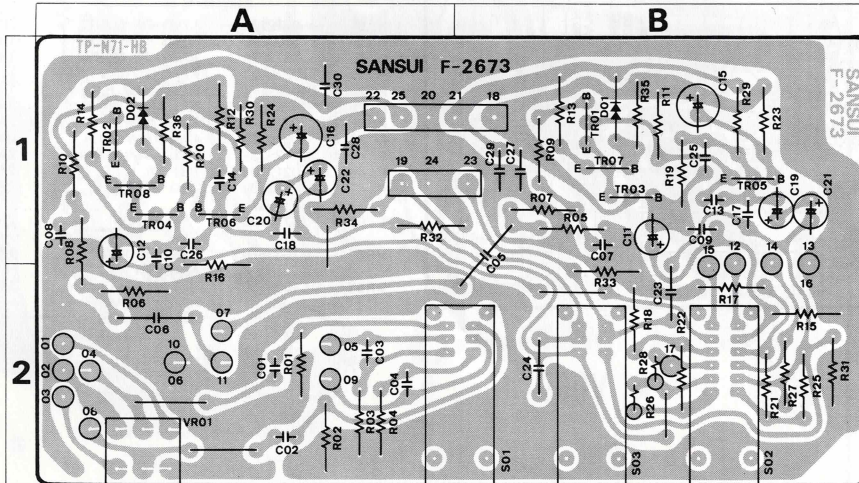 A
B
1
2
TP-N71-HB
SANSUI F-2673
SANSUI
F-2673
22 25 20 21 18
19 24 23
R14
B
D02
R36
R12
R30
R24
C30
C16
C28
TR02
R20
E
R10
C14
C22
E
TR08
B
C20
E
TR04
B
TR06
E
C18
R34
R32
C08
R08
C12
C10
C26
R16
R06
C06
07
01
02
03
04
10
06
11
06
C01
R01
05
C03
09
C04
R03
R04
R02
C02
VR01
S01
C29
C27
R09
R13
B
TR01
D01
R35
R11
C15
R29
R23
E
TR07
B
R19
C25
E
TR03
B
E
TR05
B
C19
C21
R07
R05
C13
C17
C11
C09
C07
C05
R33
15
12
14
13
16
C23
R17
R18
R22
R15
C24
R28
17
R26
R21
R27
R25
R31
S03
S02